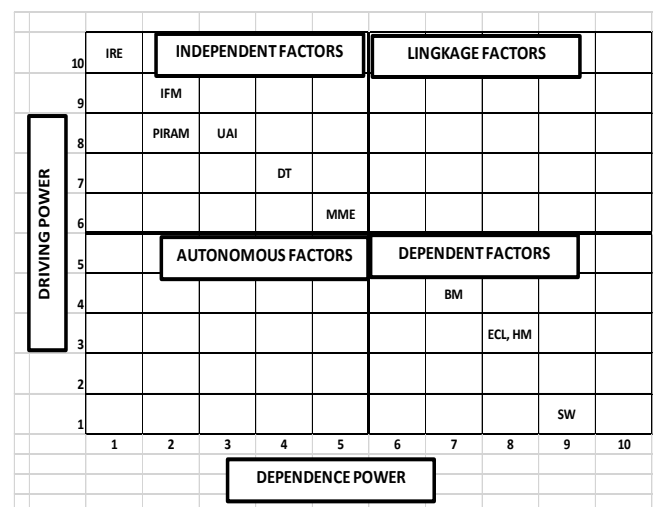 IRE INDEPENDENT FACTORS LINGKAGE FACTORS
10
IFM
9
PIRAM UAI
8
DT
7
MME
6
AUTONOMOUS FACTORS DEPENDENT FACTORS
5
BM
4
ECL, HM
3
2
SW
1
DRIVING POWER
1 2 3 4 5 6 7 8 9 10
DEPENDENCE POWER